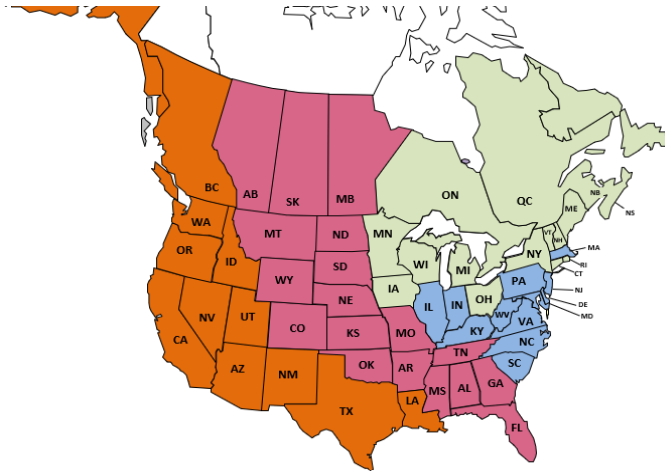 BC
AB
SK
MB
ON
QC
NB
NS
ME
WA
MT
ND
MN
VT
NH
MA
OR
ID
SD
WI
MI
NY
RI
CT
WY
NE
IA
PA
NJ
DE
MD
NV
UT
CO
KS
MO
IL
IN
OH
WV
VA
KY
CA
NC
AZ
NM
OK
AR
TN
SC
TX
LA
MS
AL
GA
FL